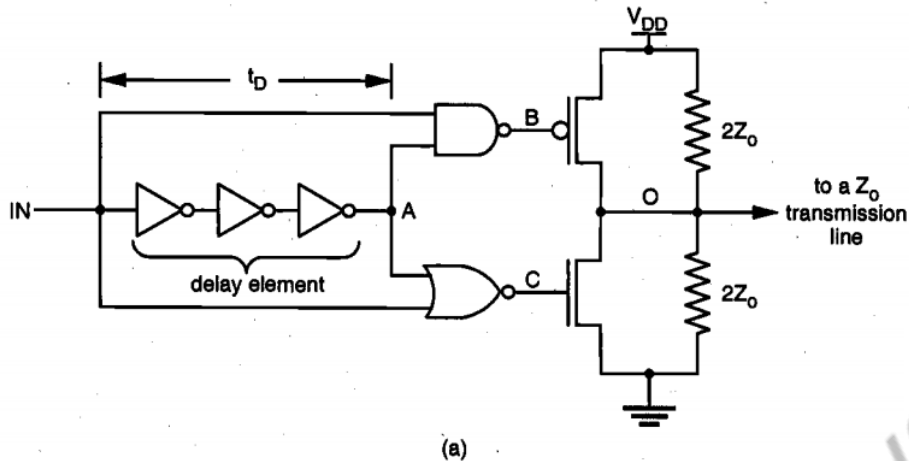 V_DD
t_D
B
2Z_o
IN
A
O
to a Z_o
transmission
line
delay element
C
2Z_o
(a)